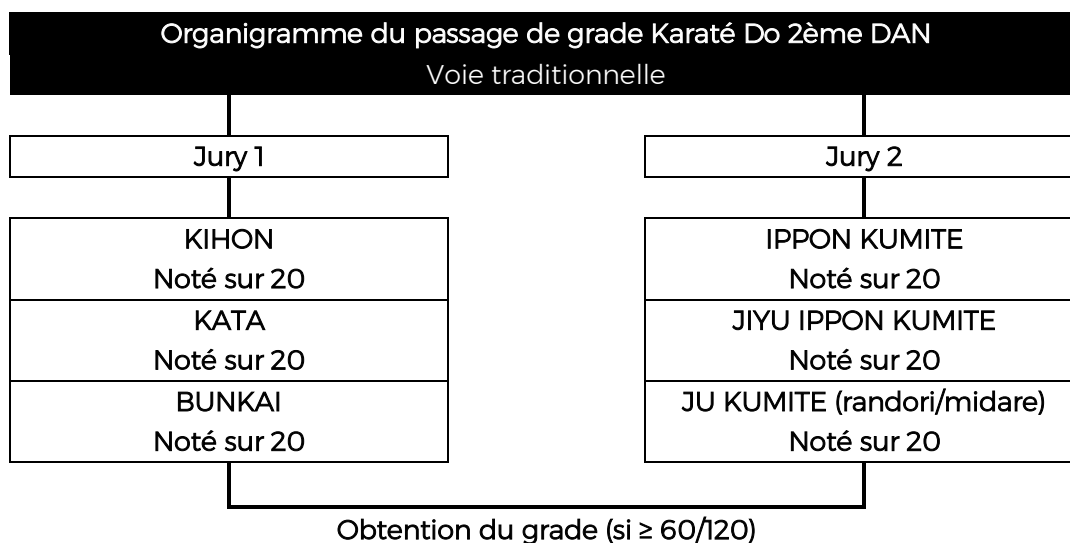 Organigramme du passage de grade Karaté Do 2ème DAN
Voie traditionnelle
Jury 1
KIHON
Noté sur 20
KATA
Noté sur 20
BUNKAI
Noté sur 20
Jury 2
IPPON KUMITE
Noté sur 20
JIYU IPPON KUMITE
Noté sur 20
JU KUMITE (randori/midare)
Noté sur 20
Obtention du grade (si ≥ 60/120)